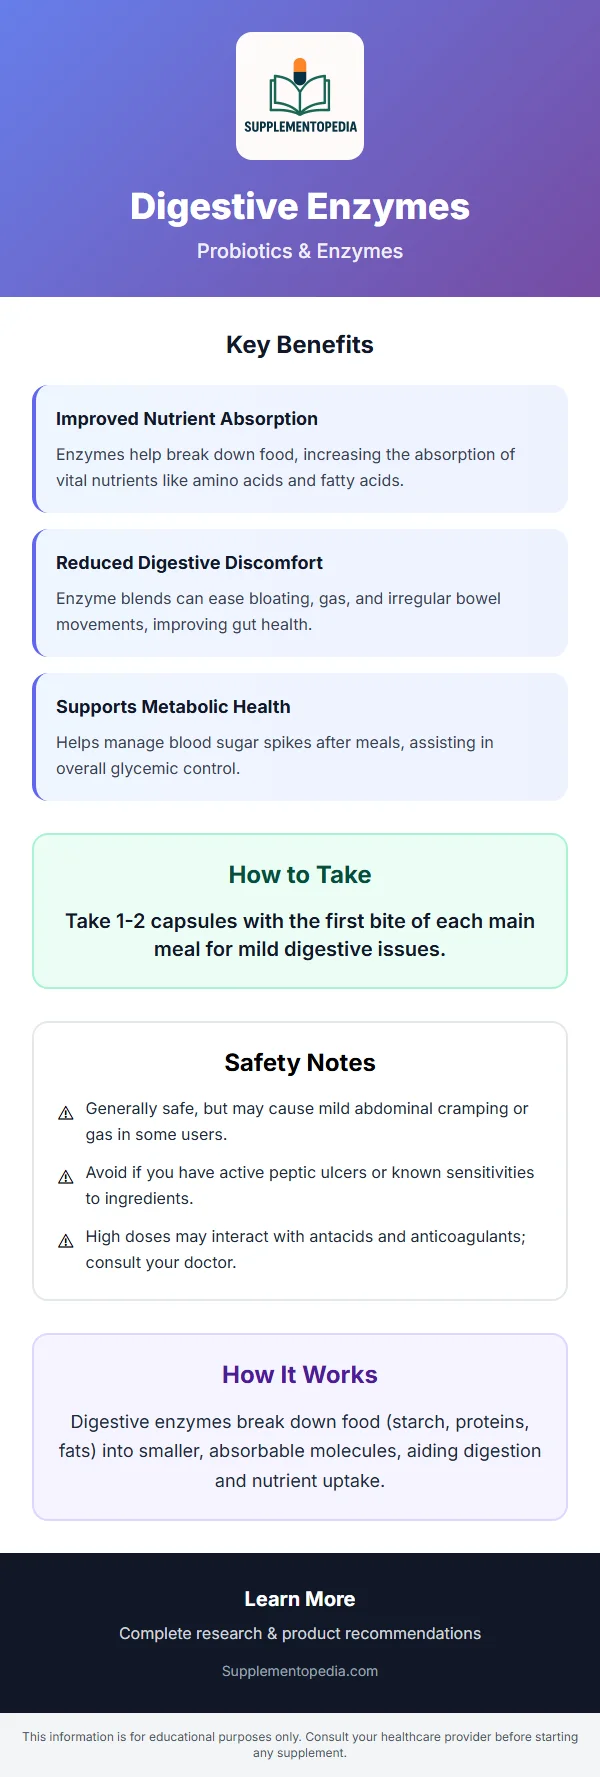 SUPPLEMENTOPEDIA
Digestive Enzymes
Probiotics & Enzymes
Key Benefits
Improved Nutrient Absorption
Enzymes help break down food, increasing the absorption of
vital nutrients like amino acids and fatty acids.
Reduced Digestive Discomfort
Enzyme blends can ease bloating, gas, and irregular bowel
movements, improving gut health.
Supports Metabolic Health
Helps manage blood sugar spikes after meals, assisting in
overall glycemic control.
How to Take
Take 1-2 capsules with the first bite of each main
meal for mild digestive issues.
Safety Notes
Generally safe, but may cause mild abdominal cramping or
gas in some users.
Avoid if you have active peptic ulcers or known sensitivities
to ingredients.
High doses may interact with antacids and anticoagulants;
consult your doctor.
How It Works
Digestive enzymes break down food (starch, proteins,
fats) into smaller, absorbable molecules, aiding digestion
and nutrient uptake.
Learn More
Complete research & product recommendations
Supplementopedia.com
This information is for educational purposes only. Consult your healthcare provider before starting
any supplement.